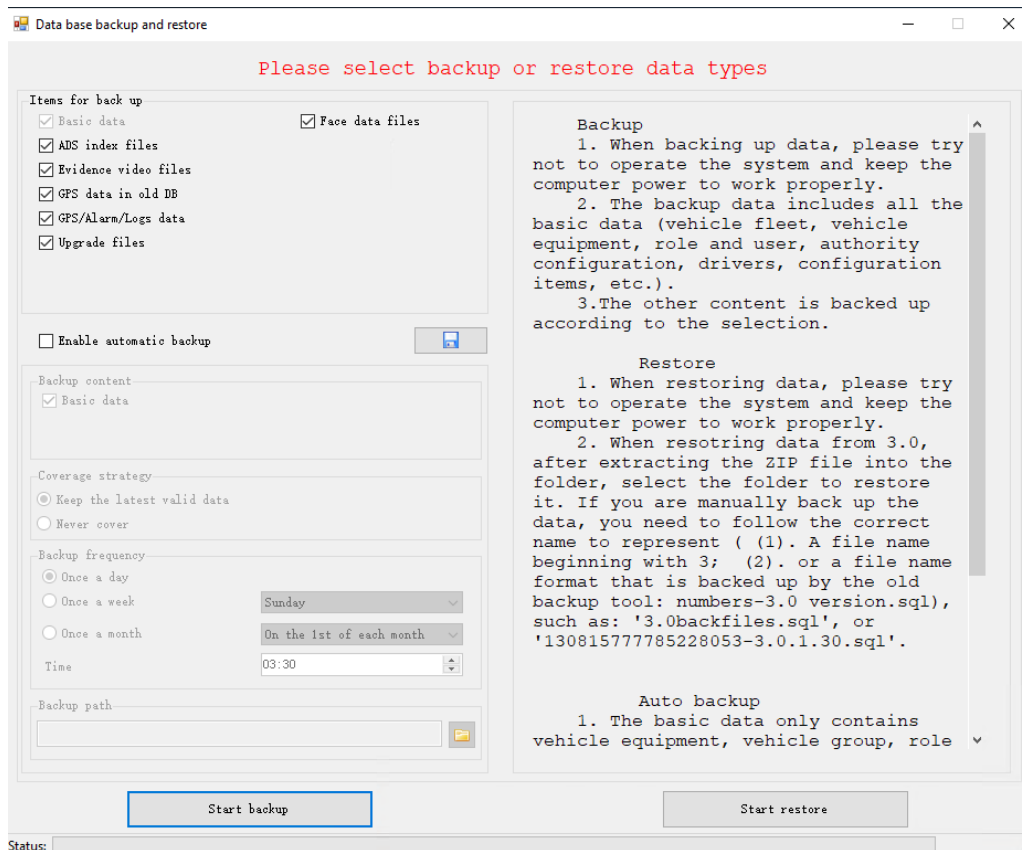 Data base backup and restore
Please select backup or restore data types
Items for back up
Basic data
Face data files
ADS index files
Evidence video files
GPS data in old DB
GPS/Alarm/Logs data
Upgrade files
Enable automatic backup
Backup content
Basic data
Coverage strategy
Keep the latest valid data
Never cover
Backup frequency
Once a day
Once a week
Sunday
Once a month
On the 1st of each month
Time
03:30
Backup path
Backup
1. When backing up data, please try
not to operate the system and keep the
computer power to work properly.
2. The backup data includes all the
basic data (vehicle fleet, vehicle
equipment, role and user, authority
configuration, drivers, configuration
items, etc.).
3.The other content is backed up
according to the selection.
Restore
1. When restoring data, please try
not to operate the system and keep the
computer power to work properly.
2. When resotring data from 3.0,
after extracting the ZIP file into the
folder, select the folder to restore
it. If you are manually back up the
data, you need to follow the correct
name to represent ( (1). A file name
beginning with 3;  (2). or a file name
format that is backed up by the old
backup tool: numbers-3.0 version.sql),
such as: '3.0backfiles.sql', or
'130815777785228053-3.0.1.30.sql'.
Auto backup
1. The basic data only contains
vehicle equipment, vehicle group, role
Start backup
Start restore
Status: